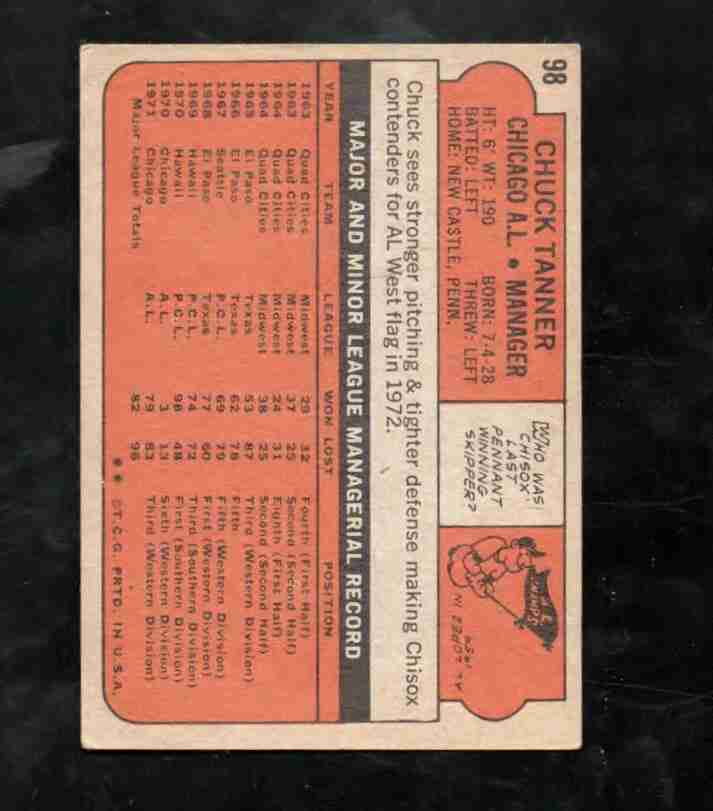 98
CHUCK TANNER
CHICAGO A.L. • MANAGER
HT: 6' WT: 190 BORN: 7-4-28
BATTED: LEFT THREW: LEFT
HOME: NEW CASTLE, PENN.
WHO WAS
CHISOX'
LAST
PENNANT
WINNING
SKIPPER?
A.L.
CHAMPS
AL LOPEZ IN
1959.
Chuck sees stronger pitching & tighter defense making Chisox
contenders for AL West flag in 1972.
MAJOR AND MINOR LEAGUE MANAGERIAL RECORD
YEAR TEAM LEAGUE WON LOST POSITION
1963 Quad Cities Midwest 29 32 Fourth (First Half)
1963 Quad Cities Midwest 37 25 Second (Second Half)
1964 Quad Cities Midwest 24 31 Eighth (First Half)
1964 Quad Cities Midwest 38 25 Second (Second Half)
1965 El Paso Texas 53 87 Third (Western Division)
1966 El Paso Texas 62 78 Fifth
1967 Seattle P.C.L. 69 79 Fifth (Western Division)
1968 El Paso Texas 77 60 First (Western Division)
1969 Hawaii P.C.L. 74 72 Third (Southern Division)
1970 Hawaii P.C.L. 98 48 First (Southern Division)
1970 Chicago A.L. 3 13 Sixth (Western Division)
1971 Chicago A.L. 79 83 Third (Western Division)
Major League Totals 82 96
** ©T.C.G. PRTD. IN U.S.A.